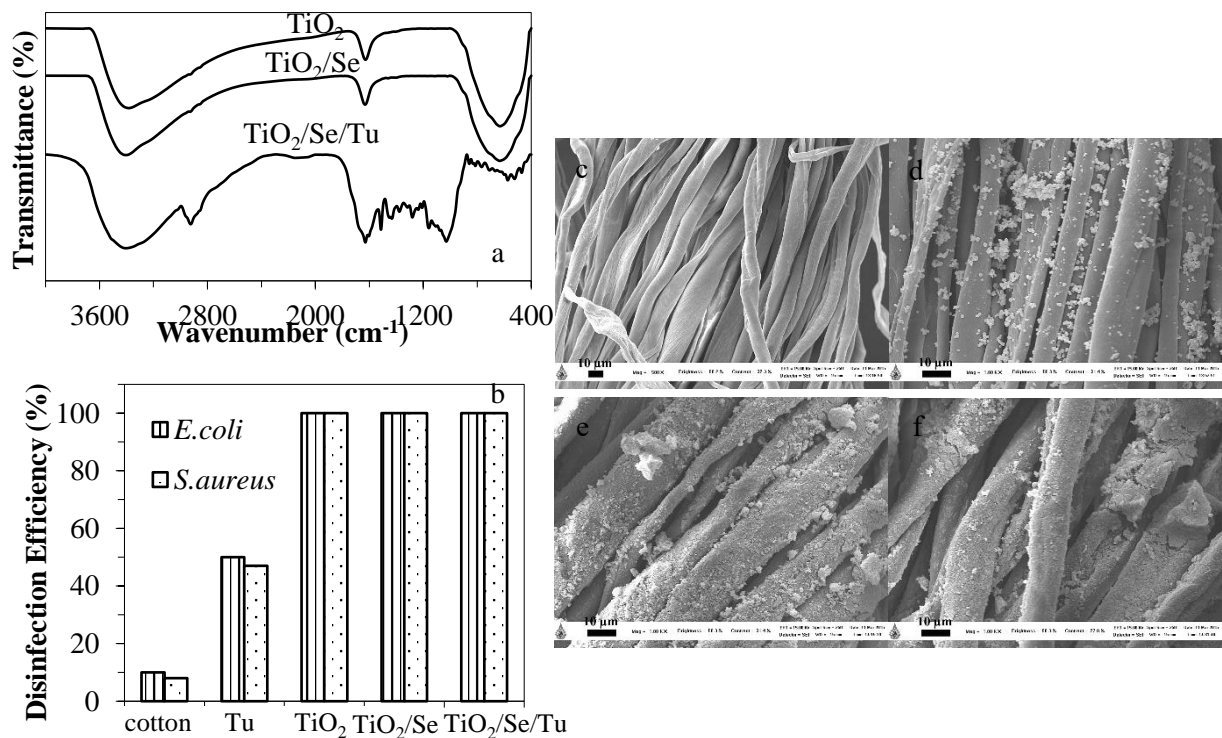 TiO2
TiO2/Se
TiO2/Se/Tu
Transmittance (%)
a
3600 2800 2000 1200 400
Wavenumber (cm-1)
b
Disinfection Efficiency (%)
100
80
60
40
20
0
E.coli
S.aureus
cotton Tu TiO2 TiO2/Se TiO2/Se/Tu
c
10 µm
d
10 µm
e
10 µm
f
10 µm